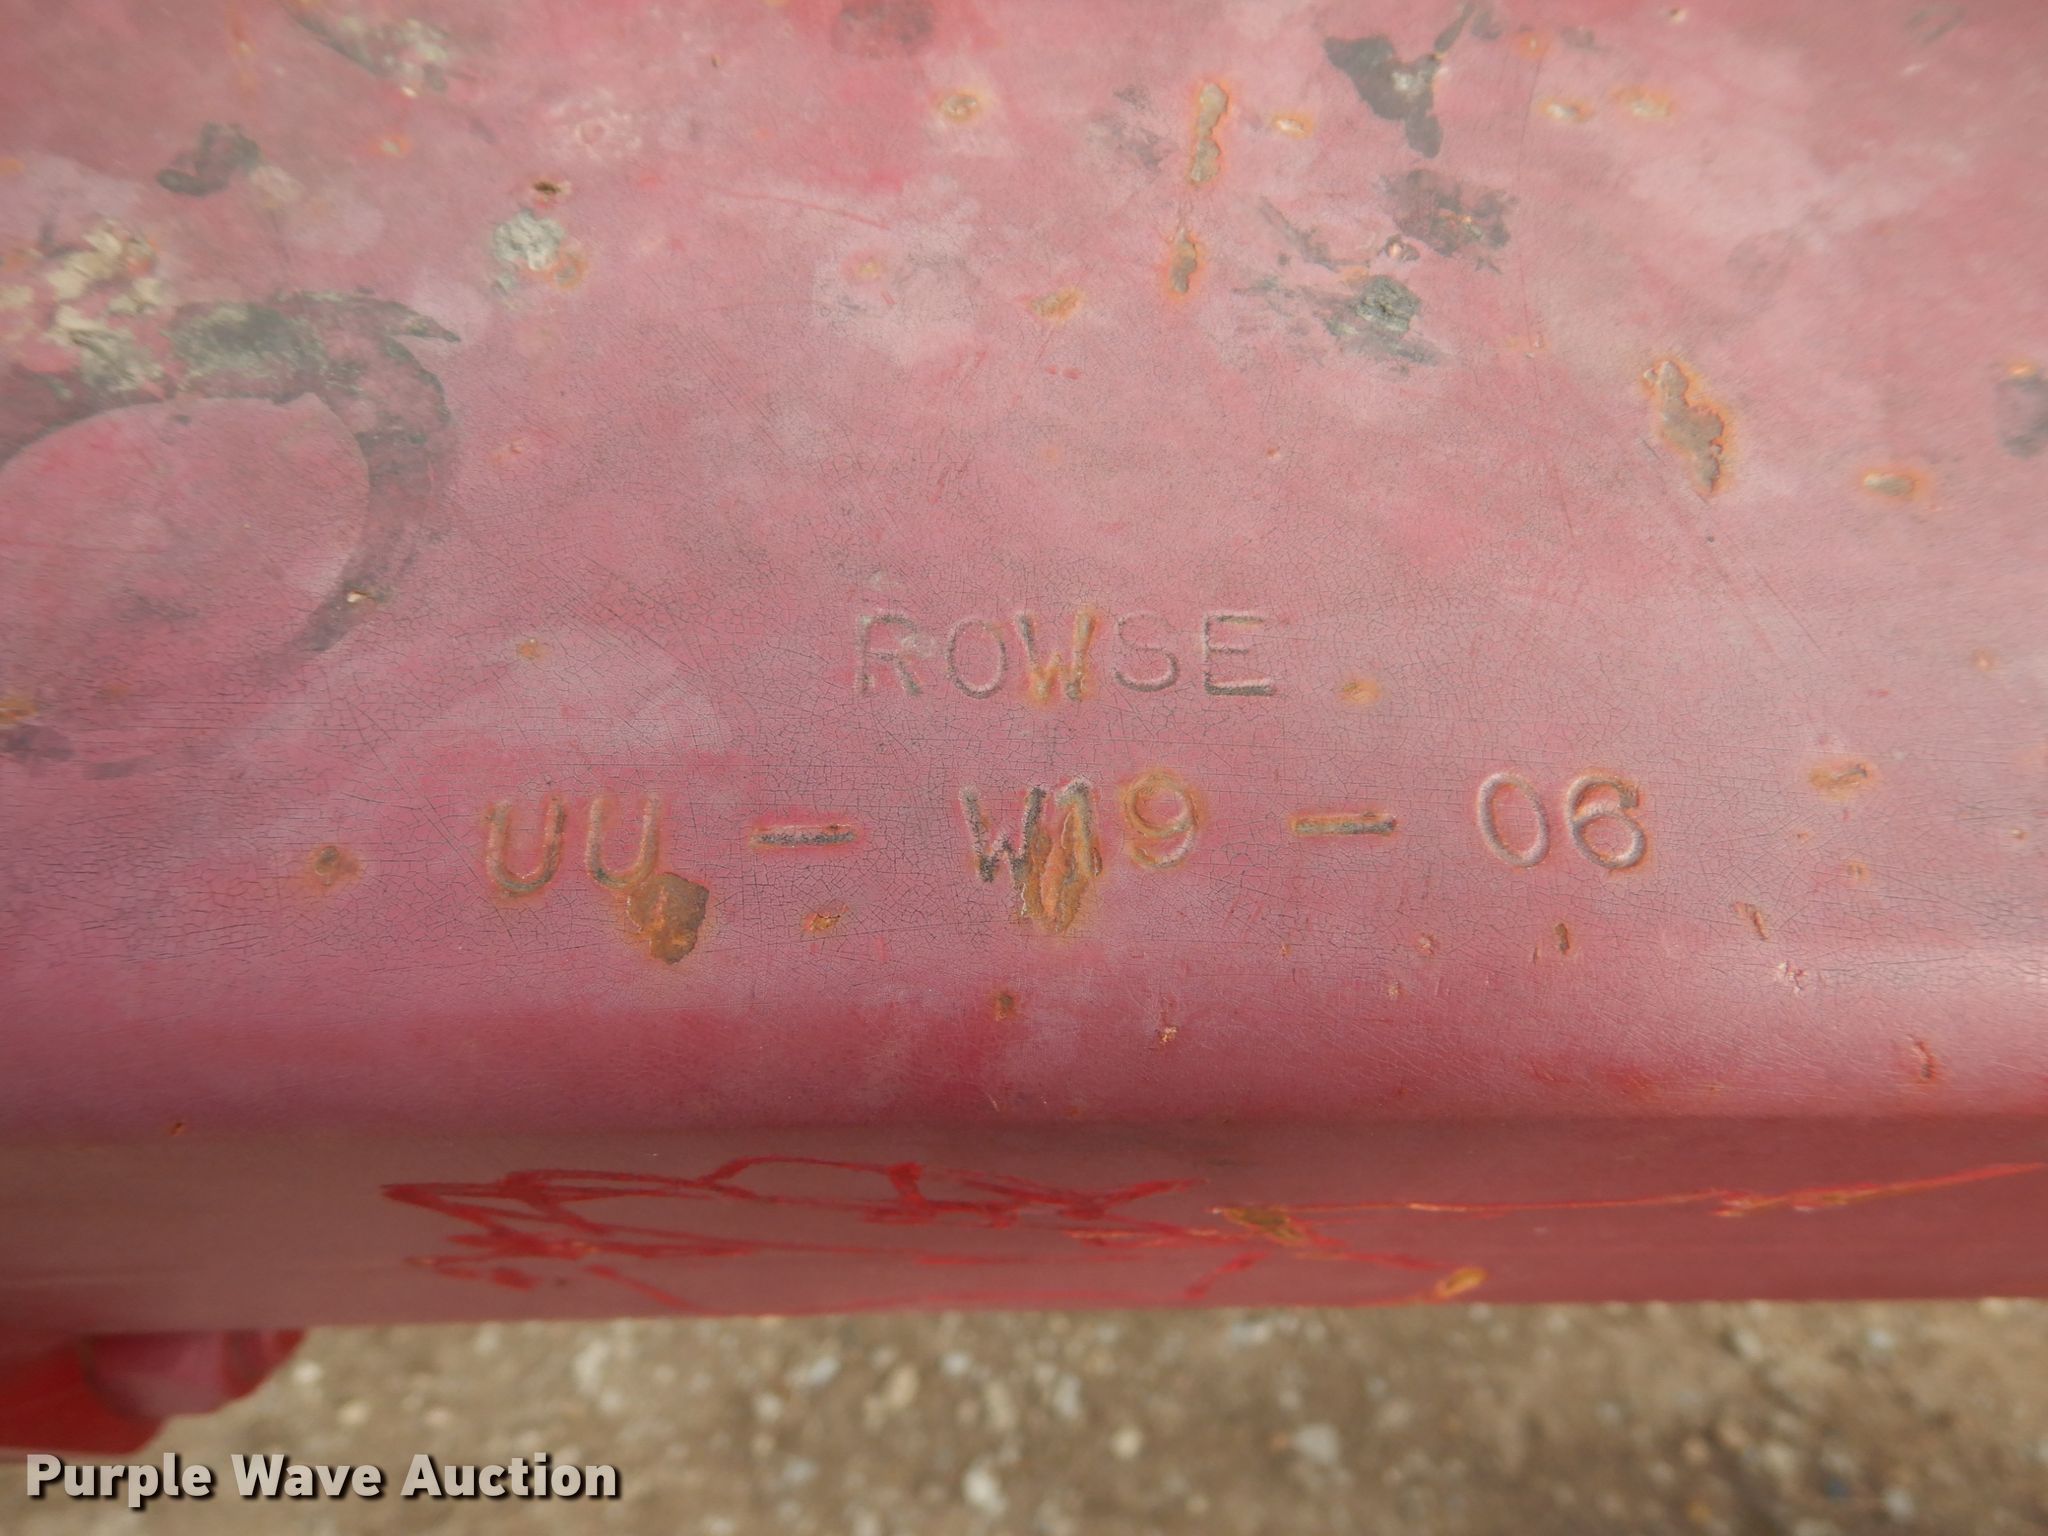 ROWSE
UU - W19 - 06
Purple Wave Auction